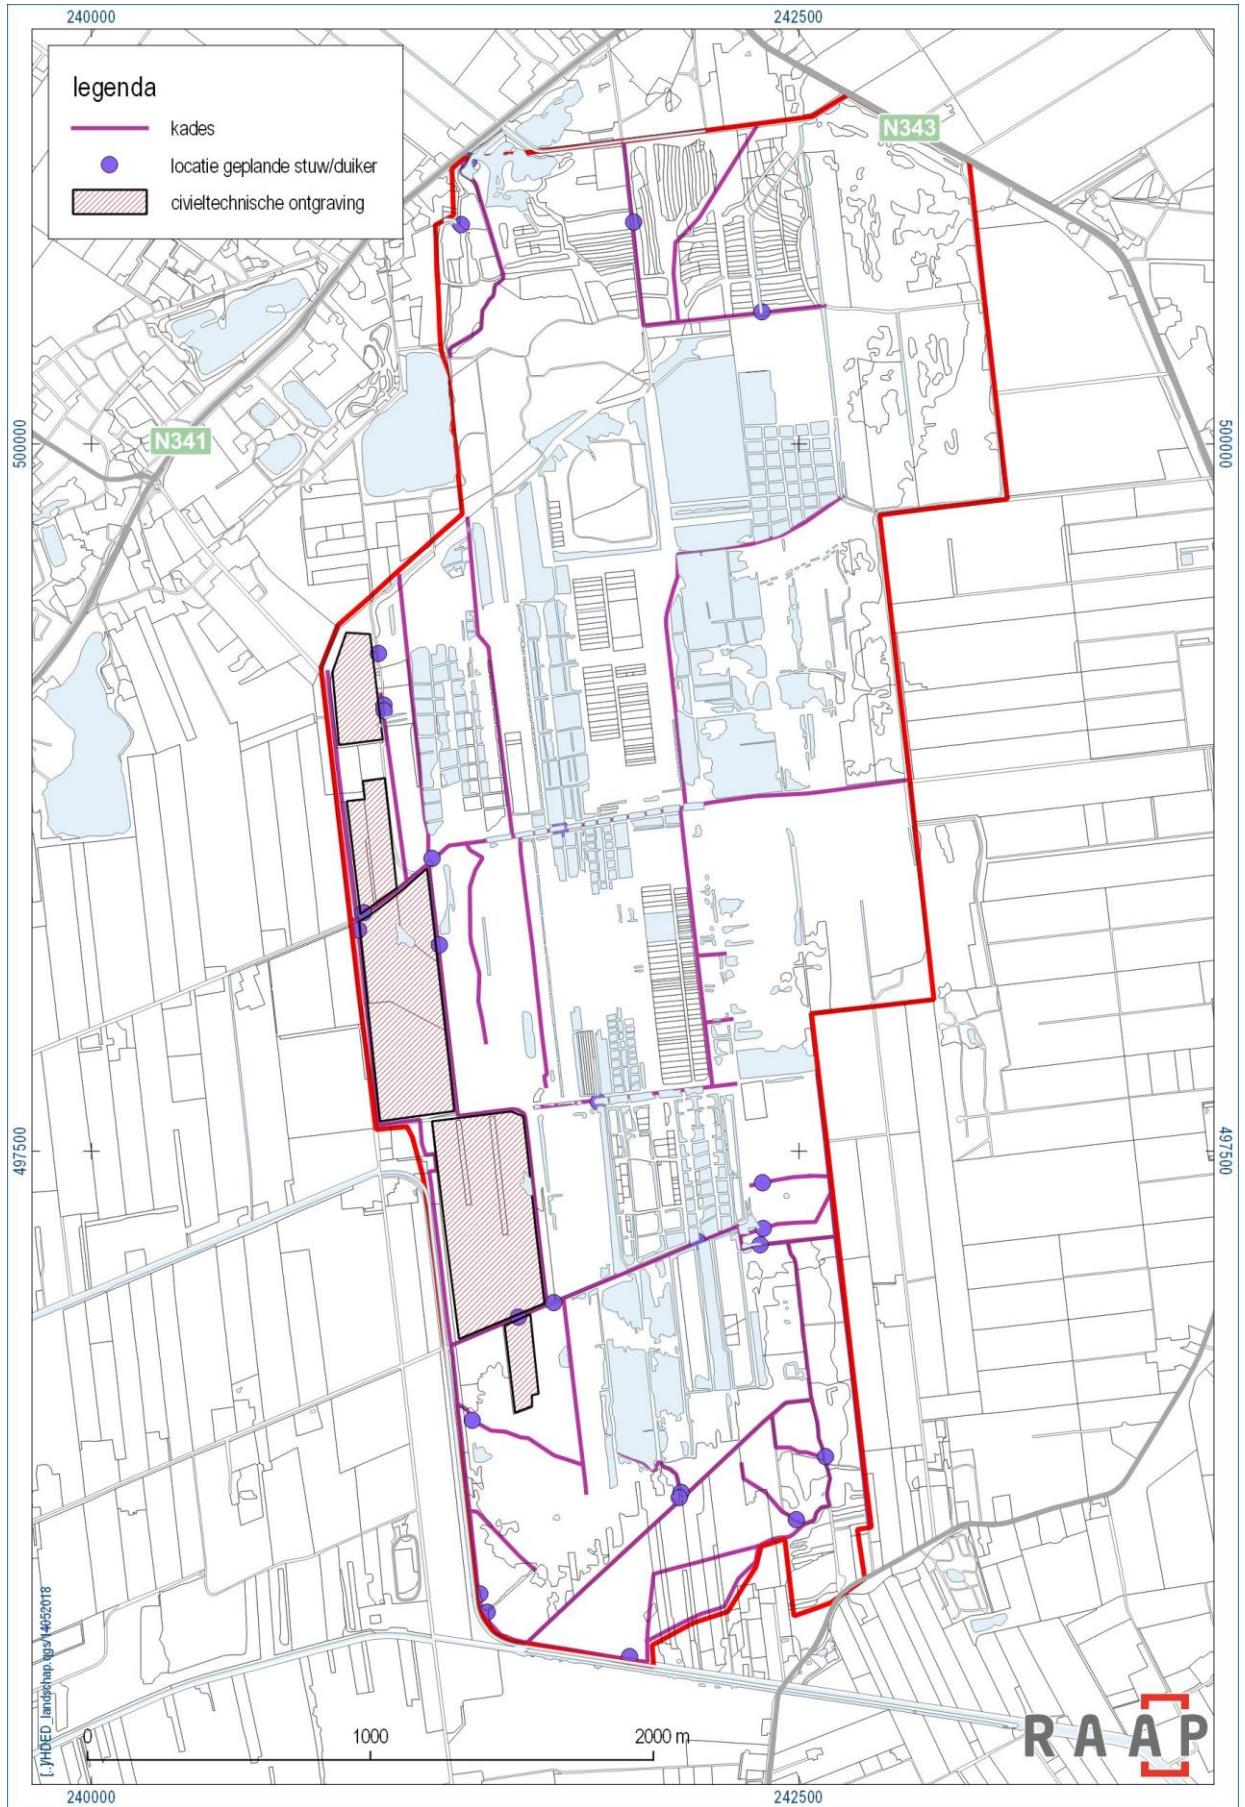 240000
242500
legenda
kades
locatie geplande stuw/duiker
civieltechnische ontgraving
N343
N341
500000
500000
497500
497500
[..]/HDED_landschap.qgs/14052018
0
1000
2000 m
RAAP
240000
242500